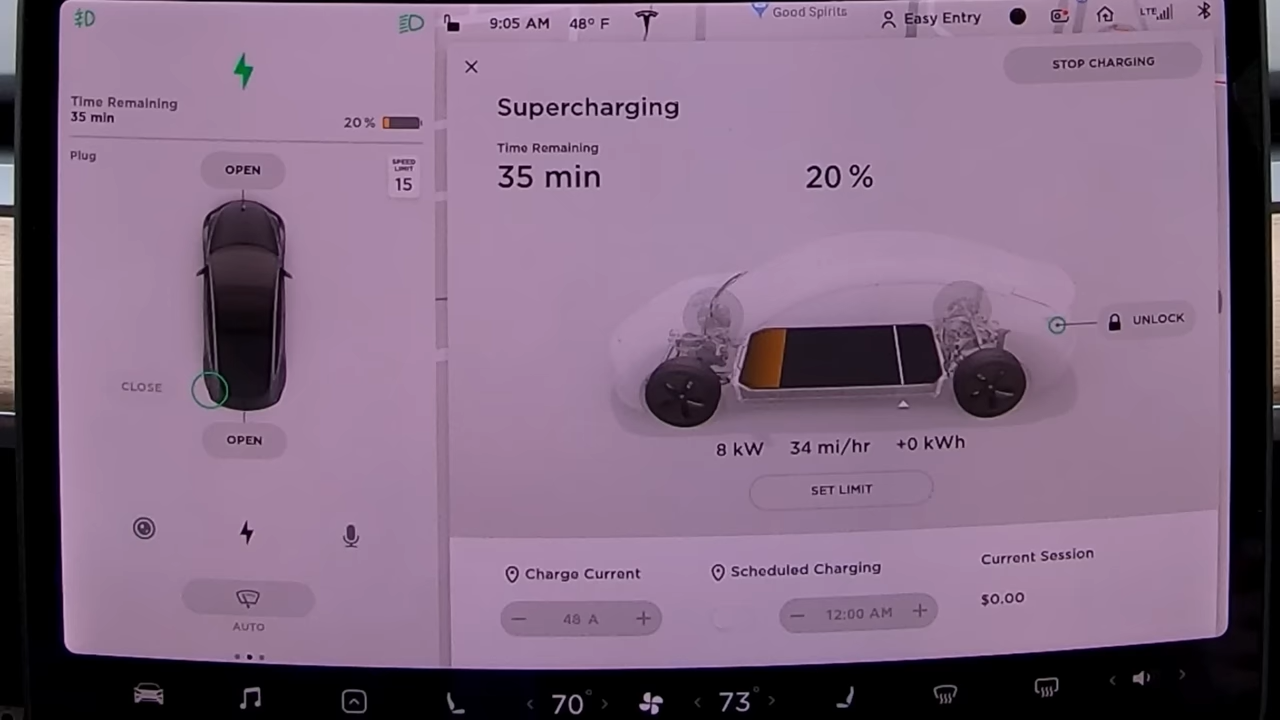 9:05 AM 48° F Good Spirits Easy Entry LTE
Time Remaining
35 min
20%
Plug
SPEED
LIMIT
15
OPEN
CLOSE
OPEN
AUTO
STOP CHARGING
Supercharging
Time Remaining
35 min 20%
UNLOCK
8 kW 34 mi/hr +0 kWh
SET LIMIT
Charge Current
− 48 A +
Scheduled Charging
− 12:00 AM +
Current Session
$0.00
< 70° > < 73° > < >